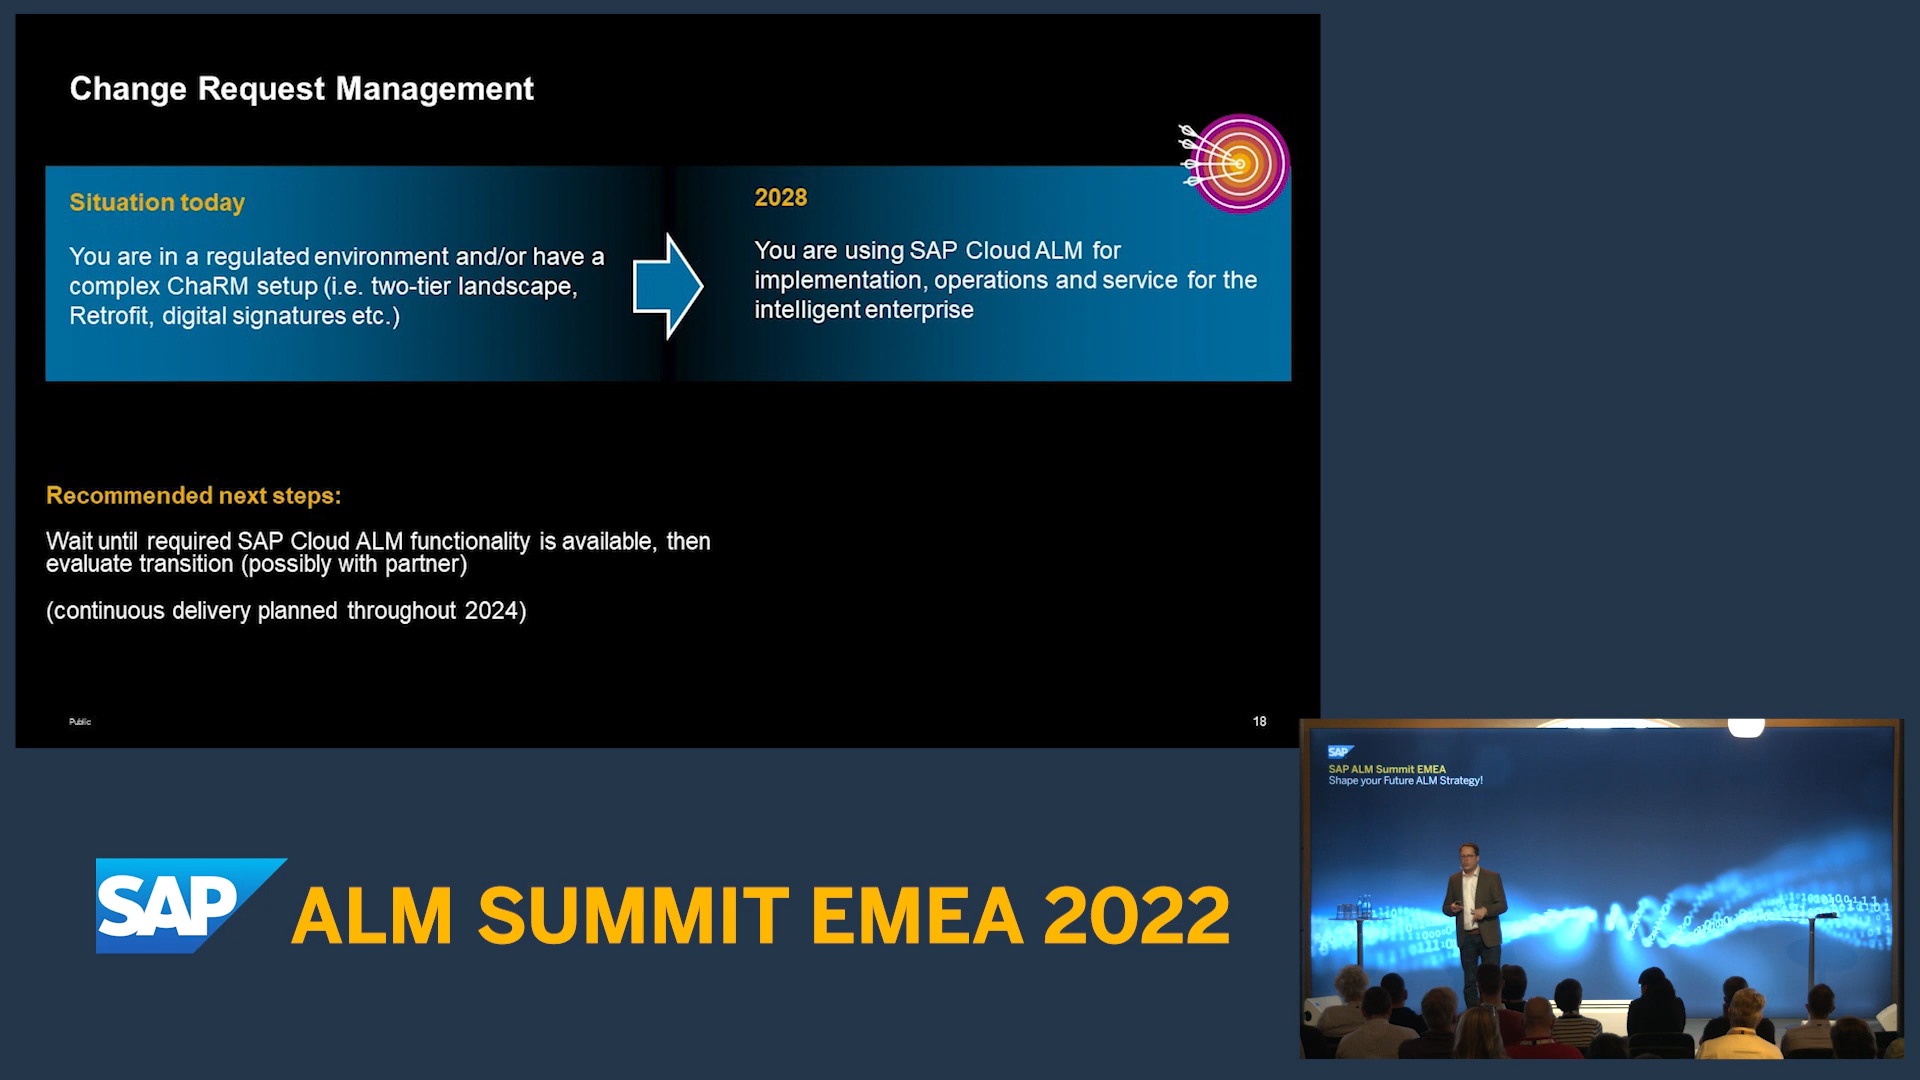 Change Request Management
Situation today
You are in a regulated environment and/or have a
complex ChaRM setup (i.e. two-tier landscape,
Retrofit, digital signatures etc.)
2028
You are using SAP Cloud ALM for
implementation, operations and service for the
intelligent enterprise
Recommended next steps:
Wait until required SAP Cloud ALM functionality is available, then
evaluate transition (possibly with partner)
(continuous delivery planned throughout 2024)
Public
18
SAP
SAP ALM Summit EMEA
Shape your Future ALM Strategy!
SAP ALM SUMMIT EMEA 2022